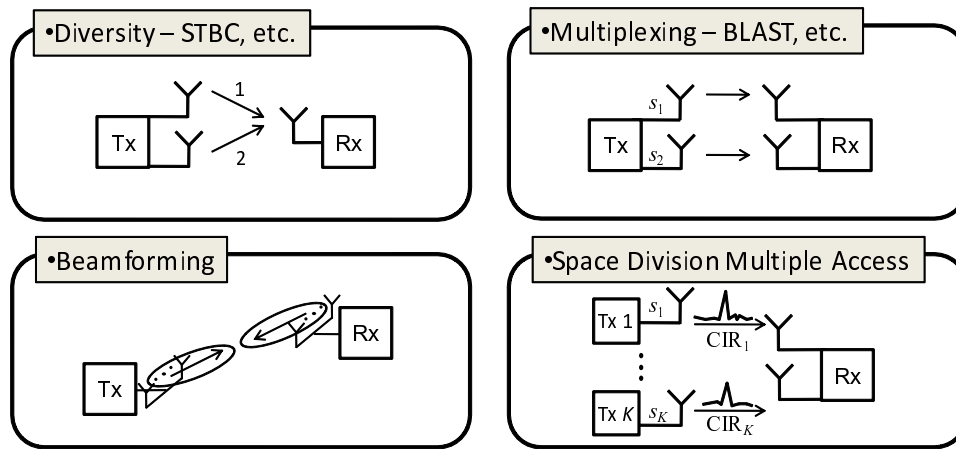 •Diversity – STBC, etc.
1
Tx
2
Rx
•Multiplexing – BLAST, etc.
s1
Tx
s2
Rx
•Beamforming
Rx
Tx
•Space Division Multiple Access
Tx 1
s1
CIR1
Rx
Tx K
sK
CIRK